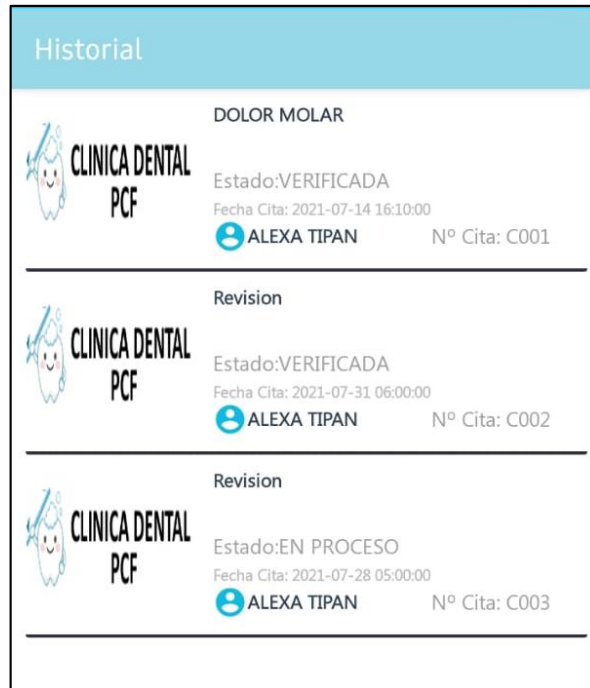 Historial
DOLOR MOLAR
CLINICA DENTAL
PCF
Estado:VERIFICADA
Fecha Cita: 2021-07-14 16:10:00
ALEXA TIPAN Nº Cita: C001
Revision
CLINICA DENTAL
PCF
Estado:VERIFICADA
Fecha Cita: 2021-07-31 06:00:00
ALEXA TIPAN Nº Cita: C002
Revision
CLINICA DENTAL
PCF
Estado:EN PROCESO
Fecha Cita: 2021-07-28 05:00:00
ALEXA TIPAN Nº Cita: C003